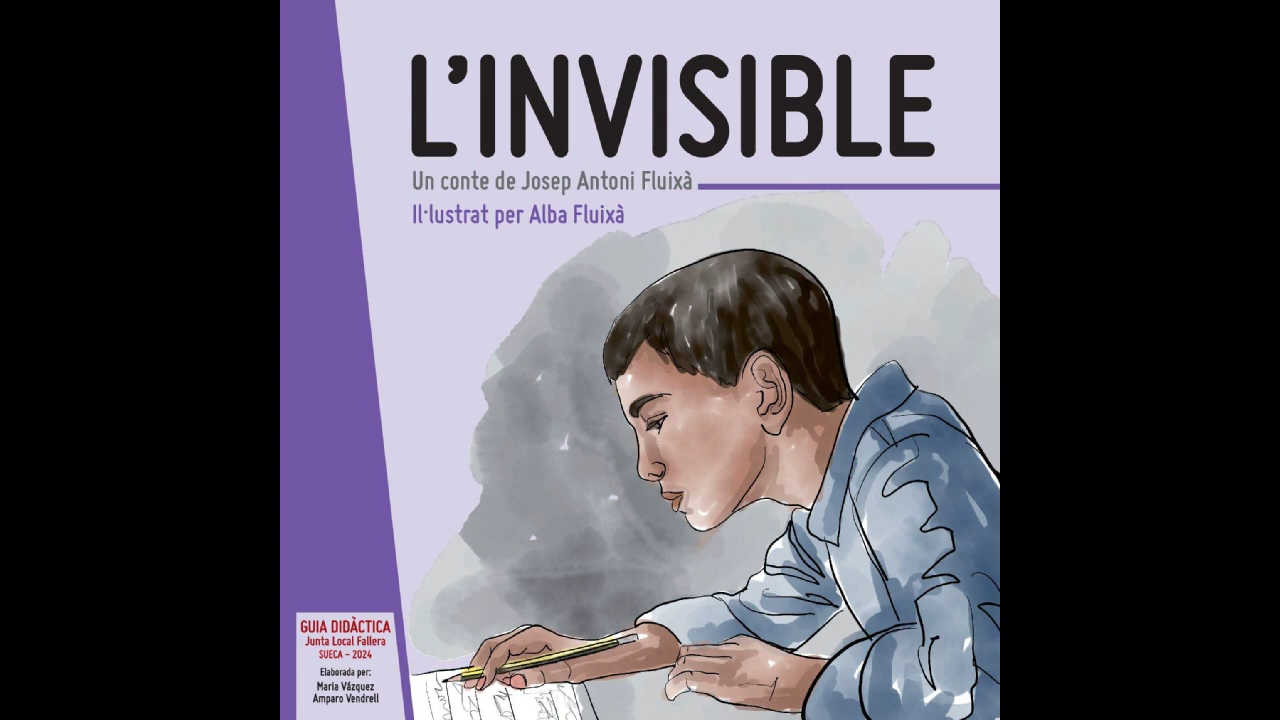 L'INVISIBLE
Un conte de Josep Antoni Fluixà
Il·lustrat per Alba Fluixà
GUIA DIDÀCTICA
Junta Local Fallera
SUECA – 2024
Elaborada per:
Maria Vázquez
Amparo Vendrell